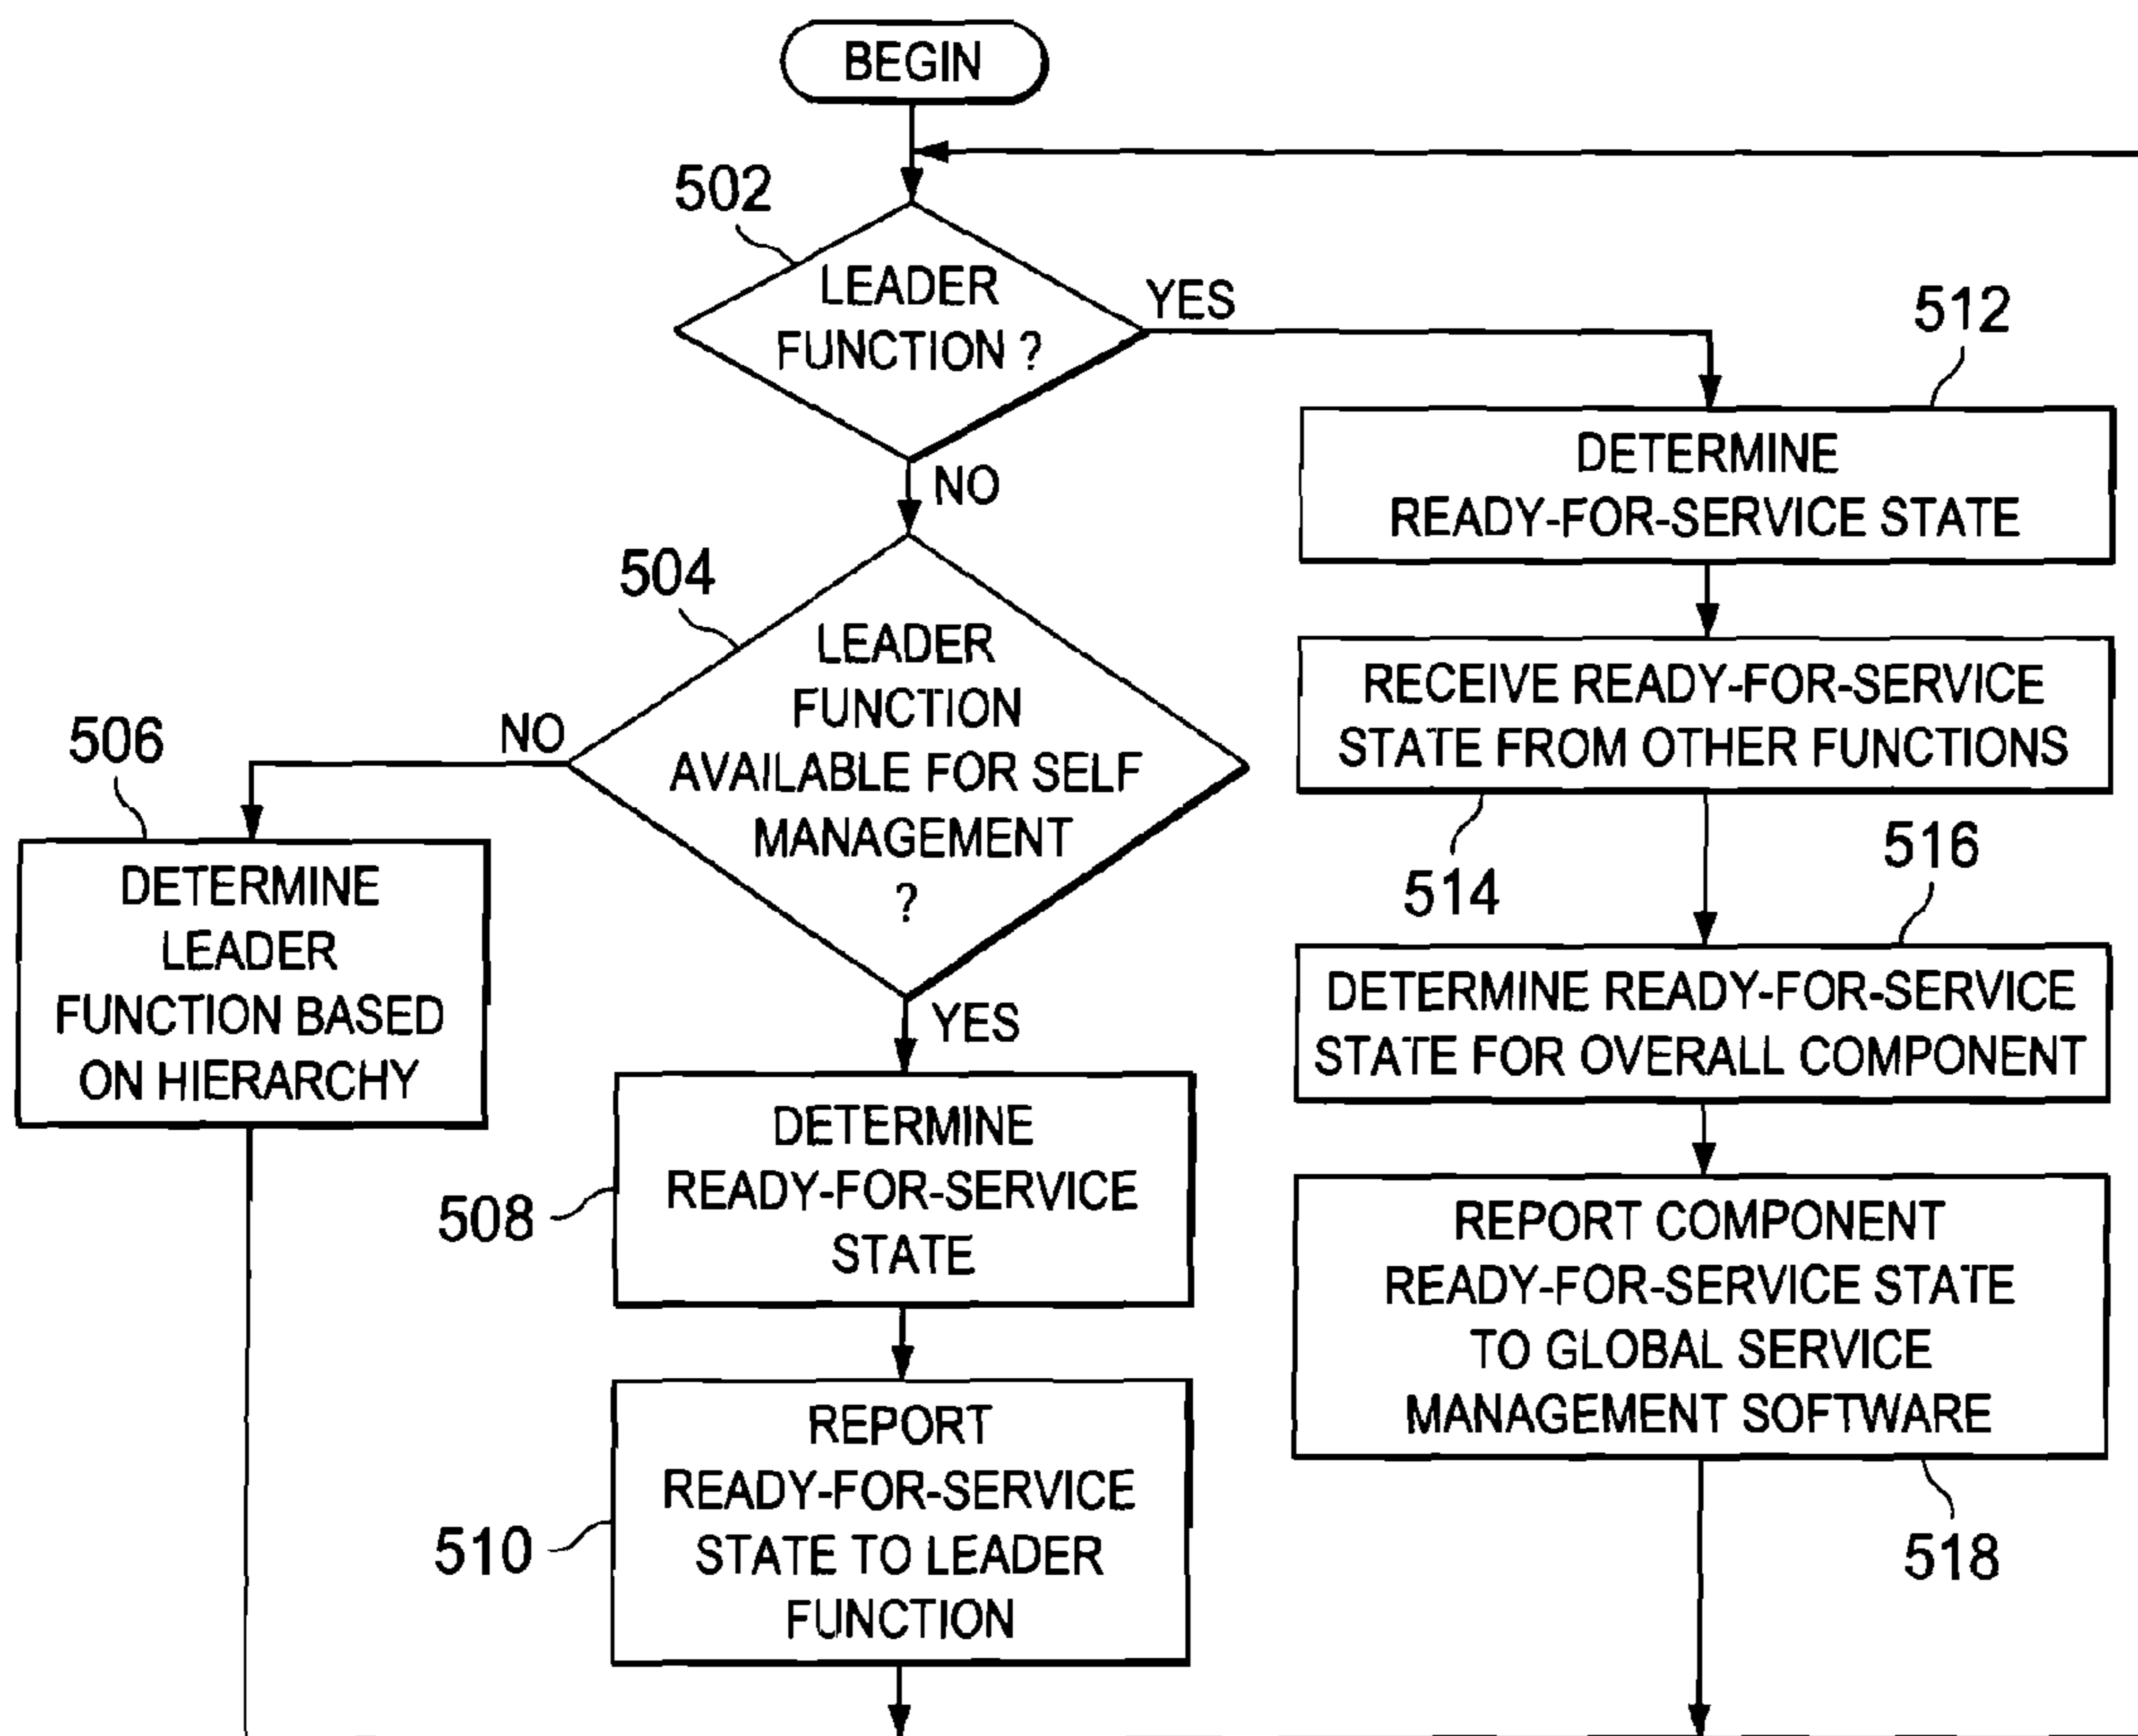 BEGIN
502
LEADER
FUNCTION ?
YES
NO
504
LEADER
FUNCTION
AVAILABLE FOR SELF
MANAGEMENT
?
NO
506
DETERMINE
LEADER
FUNCTION BASED
ON HIERARCHY
YES
508
DETERMINE
READY-FOR-SERVICE
STATE
510
REPORT
READY-FOR-SERVICE
STATE TO LEADER
FUNCTION
512
DETERMINE
READY-FOR-SERVICE STATE
RECEIVE READY-FOR-SERVICE
STATE FROM OTHER FUNCTIONS
514
516
DETERMINE READY-FOR-SERVICE
STATE FOR OVERALL COMPONENT
REPORT COMPONENT
READY-FOR-SERVICE STATE
TO GLOBAL SERVICE
MANAGEMENT SOFTWARE
518